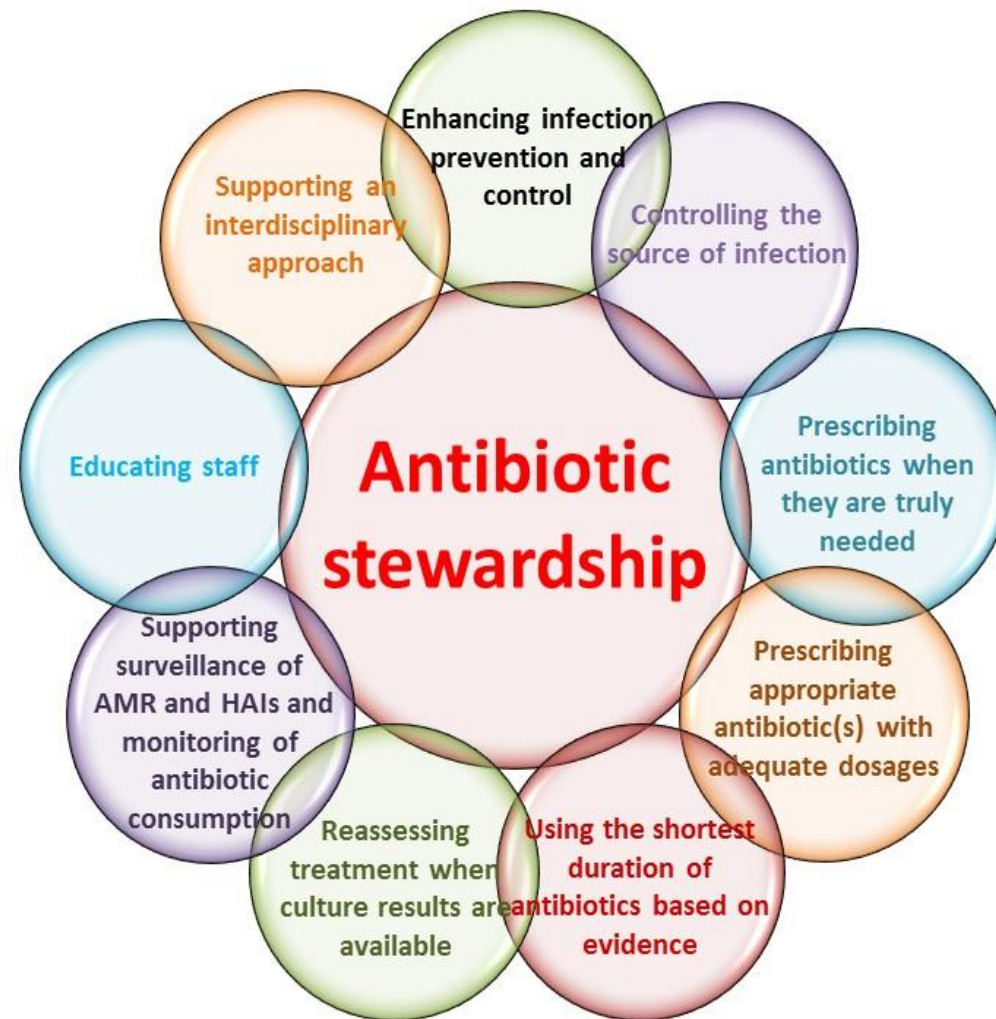 Enhancing infection
prevention and
control
Controlling the
source of infection
Prescribing
antibiotics when
they are truly
needed
Prescribing
appropriate
antibiotic(s) with
adequate dosages
Using the shortest
duration of
antibiotics based on
evidence
Reassessing
treatment when
culture results are
available
Supporting
surveillance of
AMR and HAIs and
monitoring of
antibiotic
consumption
Educating staff
Supporting an
interdisciplinary
approach
Antibiotic
stewardship